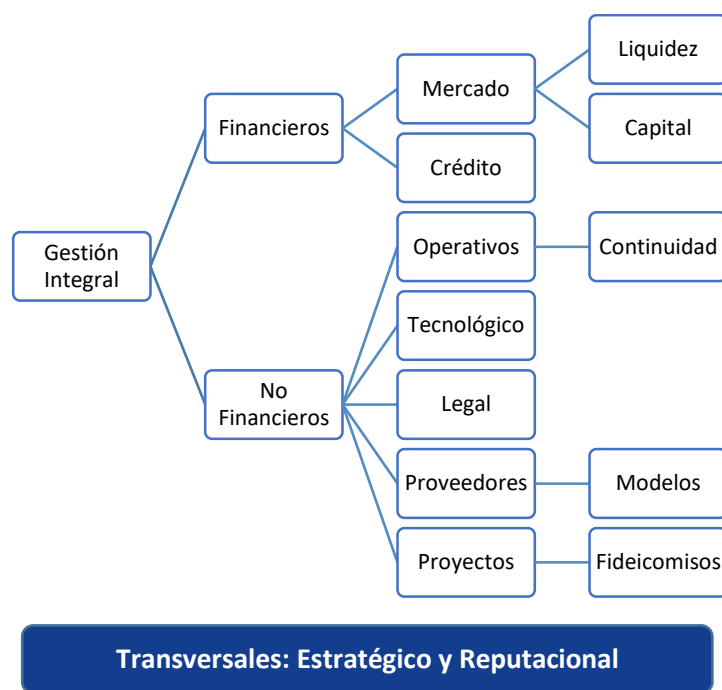 Gestión
Integral
Financieros
Mercado
Liquidez
Capital
Crédito
No
Financieros
Operativos
Continuidad
Tecnológico
Legal
Proveedores
Modelos
Proyectos
Fideicomisos
Transversales: Estratégico y Reputacional